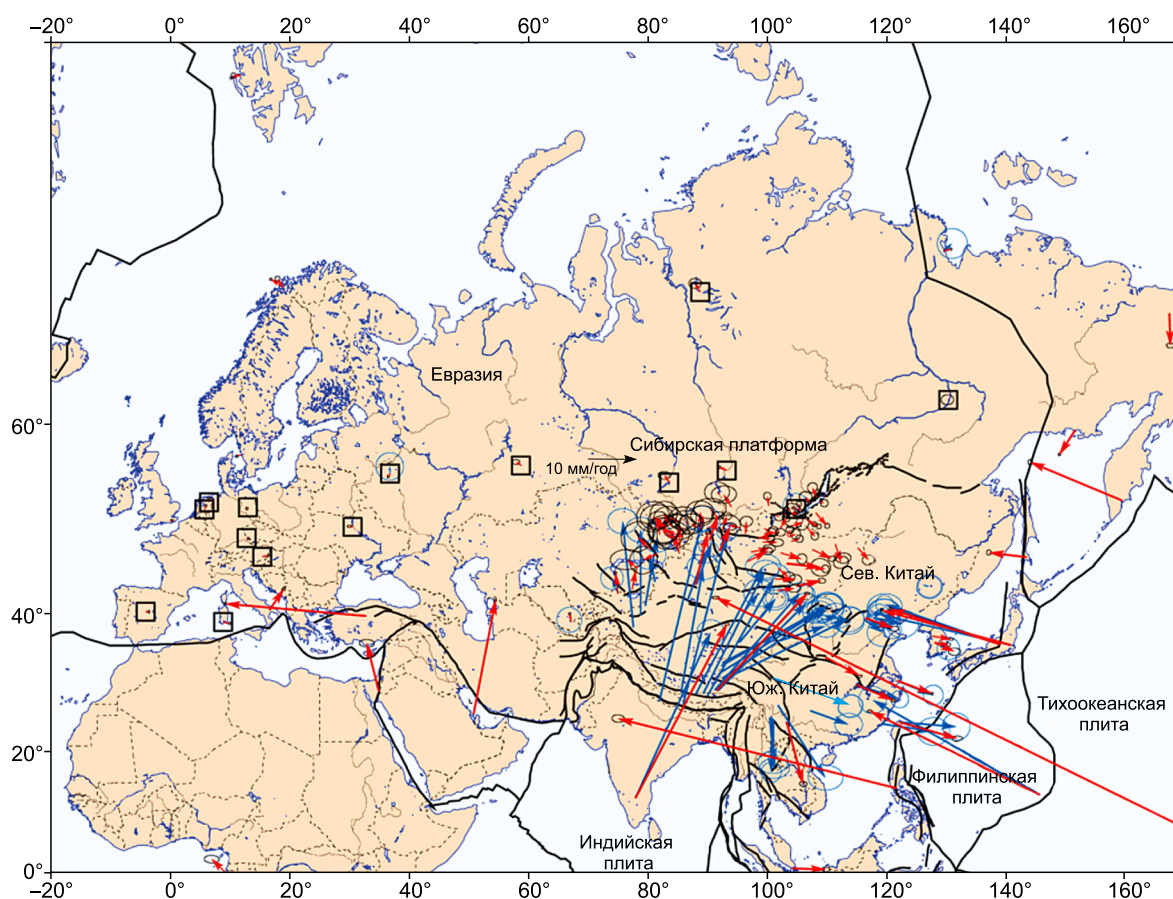 –20° 0° 20° 40° 60° 80° 100° 120° 140° 160°
Евразия
60°
Сибирская платформа
10 мм/год
Сев. Китай
40°
Юж. Китай
Тихоокеанская
плита
20°
Филиппинская
плита
Индийская
плита
0°
–20° 0° 20° 40° 60° 80° 100° 120° 140° 160°